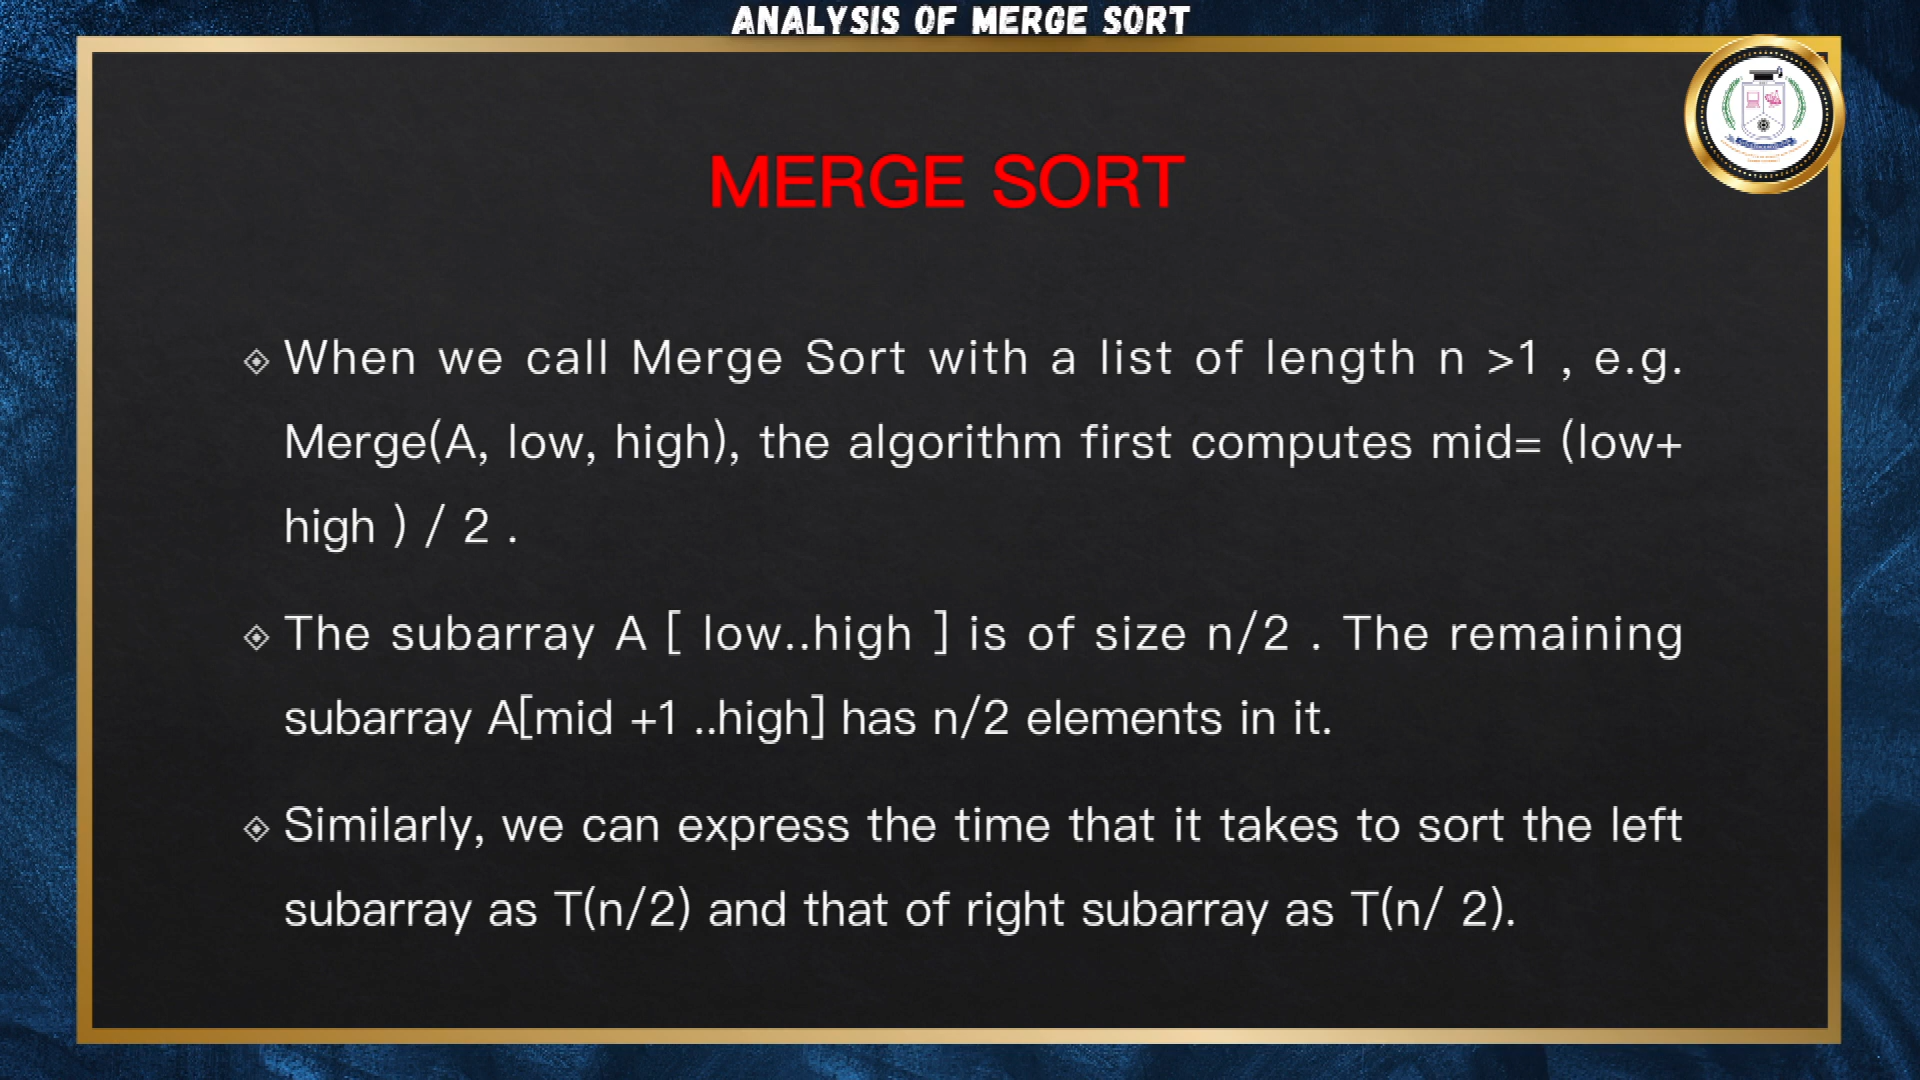 ANALYSIS OF MERGE SORT
MERGE SORT
When we call Merge Sort with a list of length n >1 , e.g.
Merge(A, low, high), the algorithm first computes mid= (low+
high ) / 2 .
The subarray A [ low..high ] is of size n/2 . The remaining
subarray A[mid +1 ..high] has n/2 elements in it.
Similarly, we can express the time that it takes to sort the left
subarray as T(n/2) and that of right subarray as T(n/ 2).